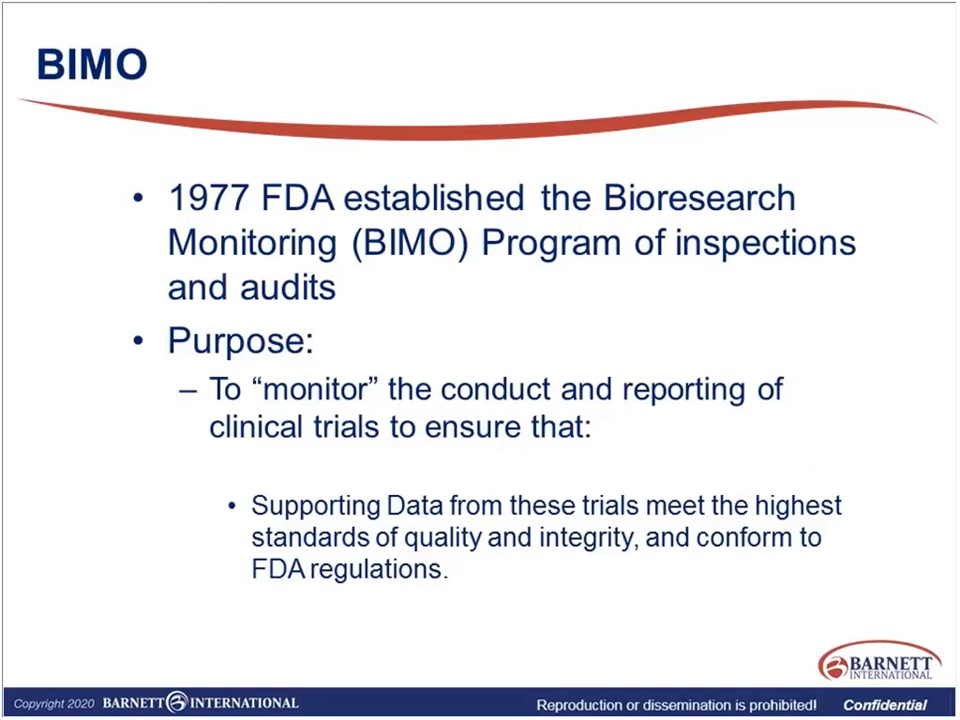 BIMO
• 1977 FDA established the Bioresearch
Monitoring (BIMO) Program of inspections
and audits
• Purpose:
– To “monitor” the conduct and reporting of
clinical trials to ensure that:
• Supporting Data from these trials meet the highest
standards of quality and integrity, and conform to
FDA regulations.
BARNETT
INTERNATIONAL
Copyright 2020 BARNETT INTERNATIONAL
Reproduction or dissemination is prohibited! Confidential